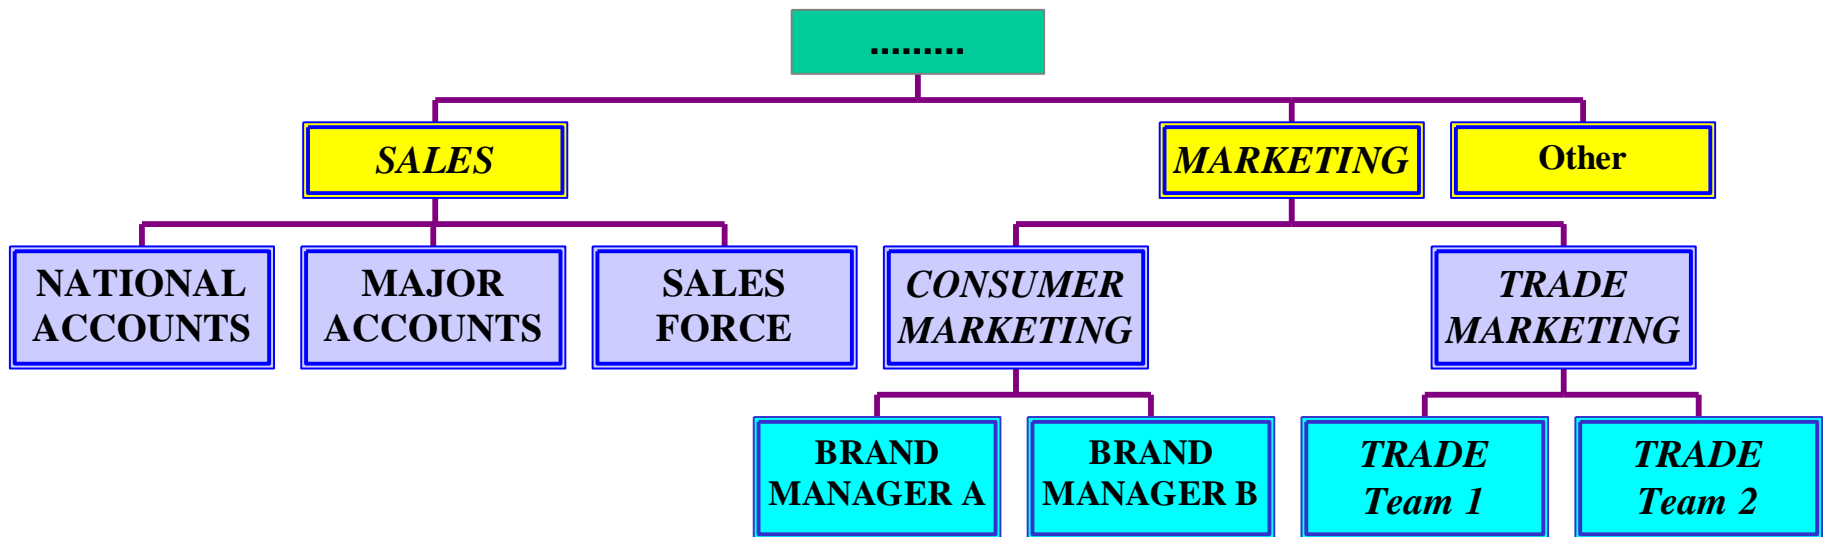 .........
SALES
MARKETING
Other
NATIONAL
ACCOUNTS
MAJOR
ACCOUNTS
SALES
FORCE
CONSUMER
MARKETING
TRADE
MARKETING
BRAND
MANAGER A
BRAND
MANAGER B
TRADE
Team 1
TRADE
Team 2